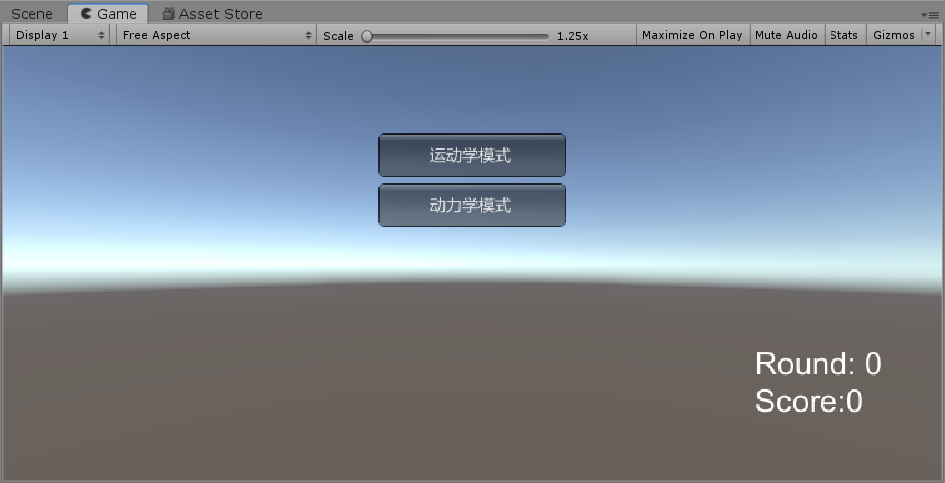 Scene Game Asset Store
Display 1 Free Aspect Scale 1.25x Maximize On Play Mute Audio Stats Gizmos
运动学模式
动力学模式
Round: 0
Score:0